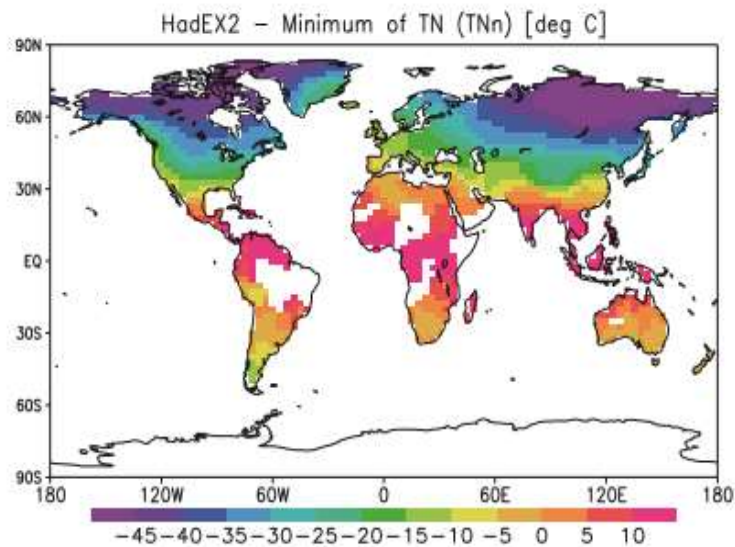 HadEX2 – Minimum of TN (TNn) [deg C]
90N
60N
30N
EQ
30S
60S
90S
180 120W 60W 0 60E 120E 180
−45 −40 −35 −30 −25 −20 −15 −10 −5 0 5 10